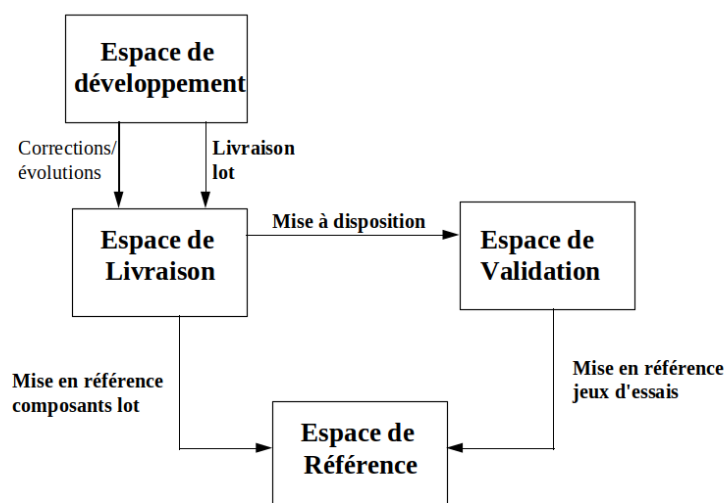 Espace de
développement
Corrections/
évolutions
Livraison
lot
Espace de
Livraison
Mise à disposition
Espace de
Validation
Mise en référence
composants lot
Mise en référence
jeux d'essais
Espace de
Référence